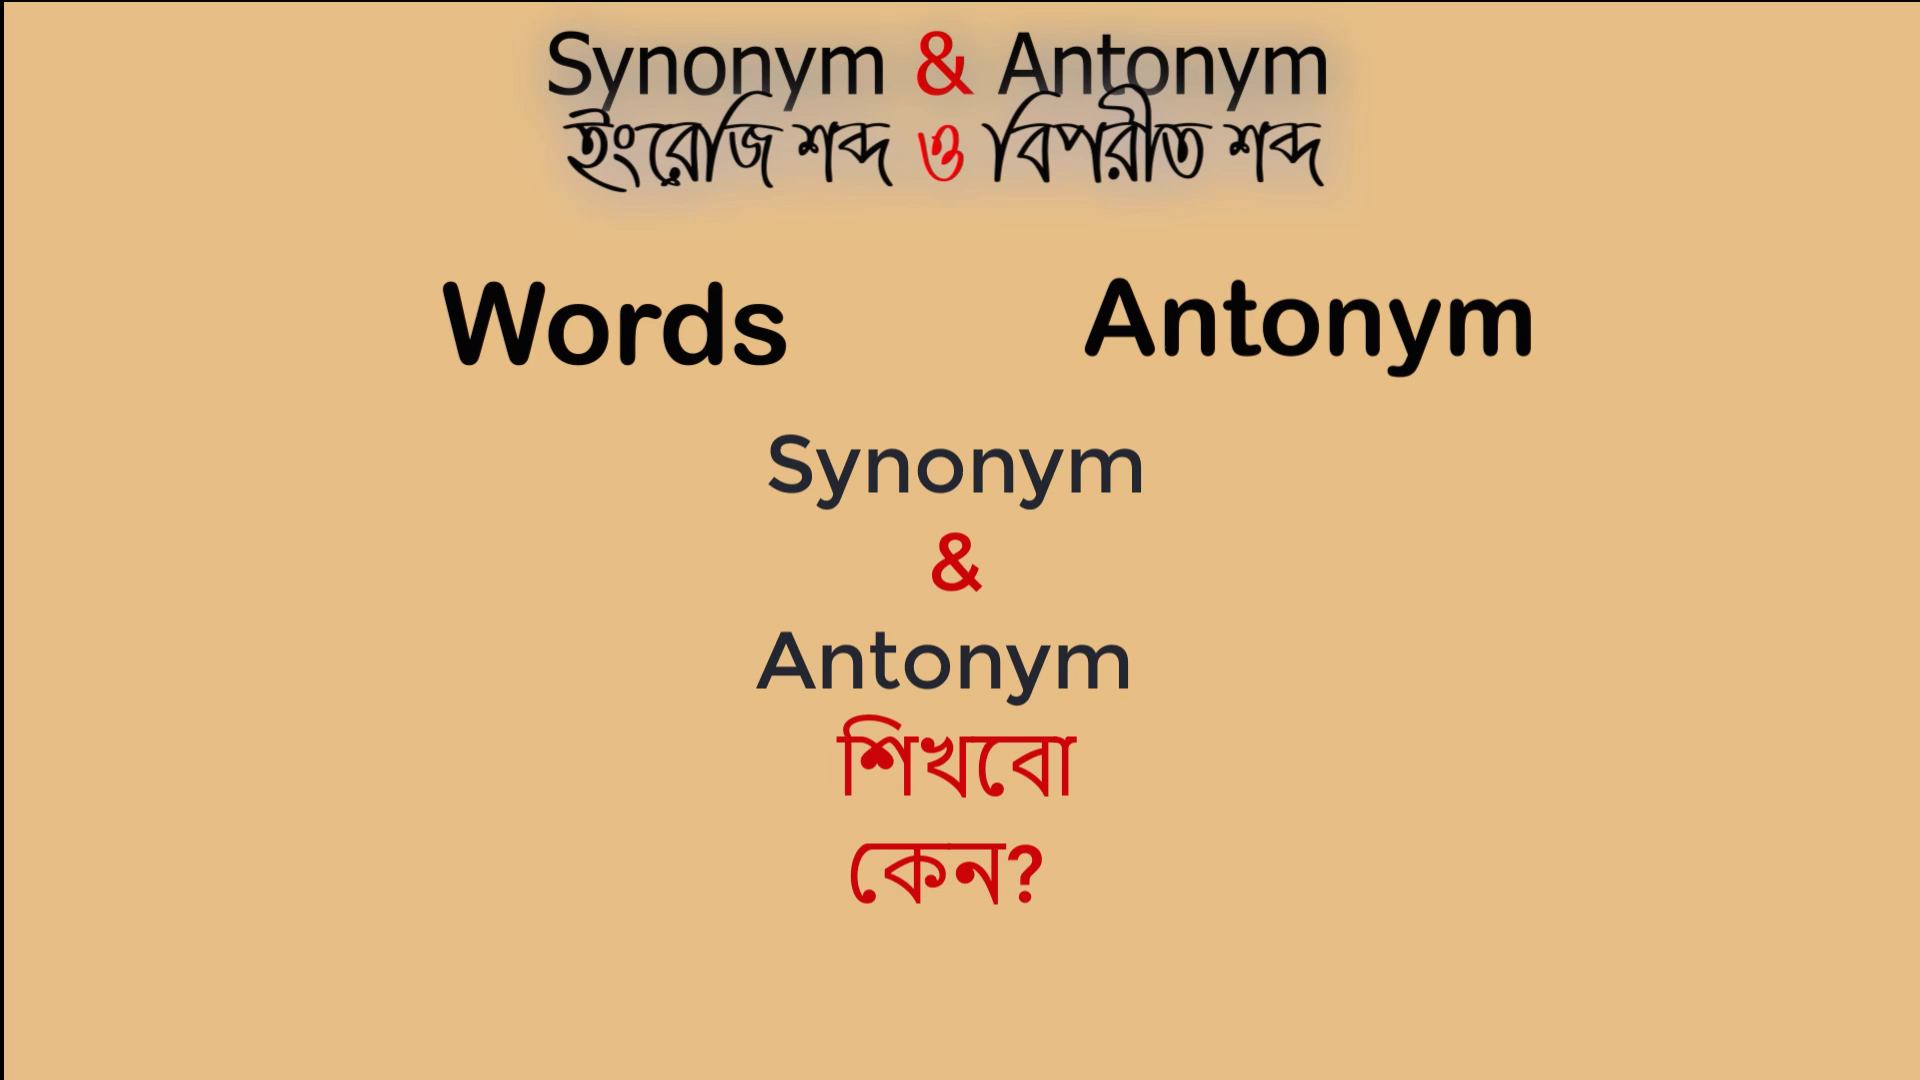 Synonym & Antonym
ইংরেজি শব্দ ও বিপরীত শব্দ
Words Antonym
Synonym
&
Antonym
শিখবো
কেন?